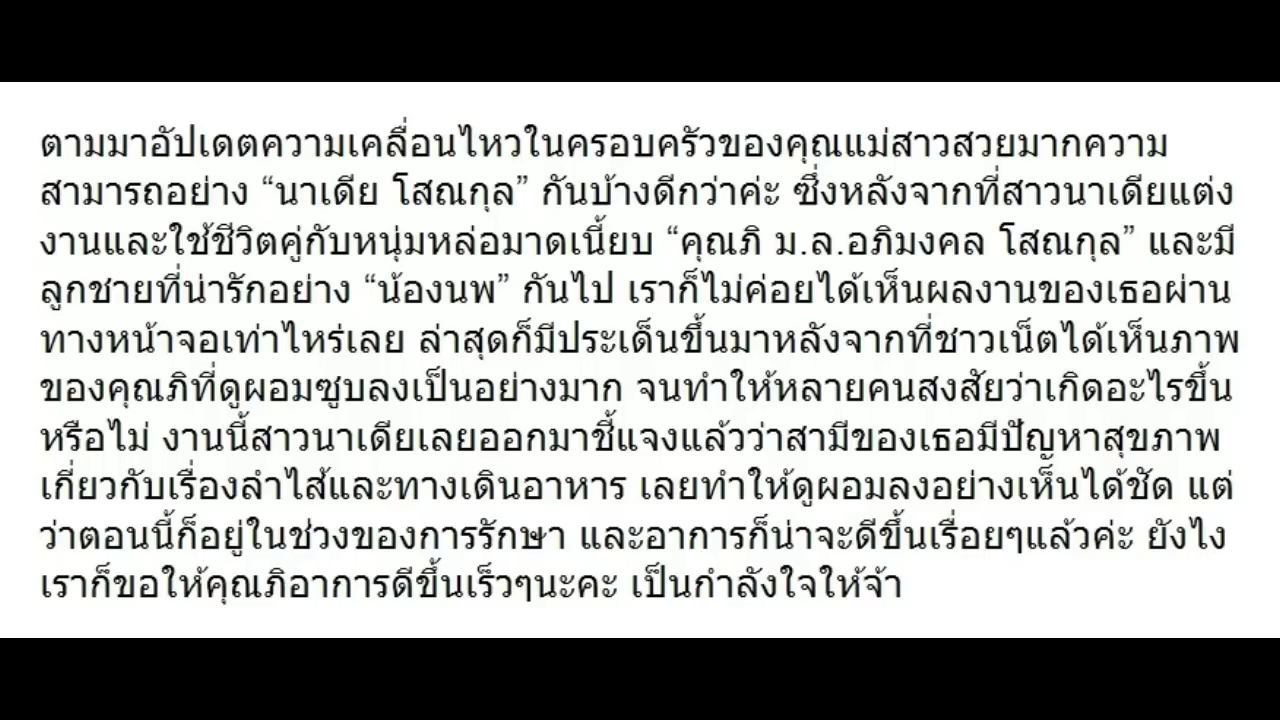 ตามมาอัปเดตความเคลื่อนไหวในครอบครัวของคุณแม่สาวสวยมากความ
สามารถอย่าง “นาเดีย โสณกุล” กันบ้างดีกว่าค่ะ ซึ่งหลังจากที่สาวนาเดียแต่ง
งานและใช้ชีวิตคู่กับหนุ่มหล่อมาดเนี้ยบ “คุณภิ ม.ล.อภิมงคล โสณกุล” และมี
ลูกชายที่น่ารักอย่าง “น้องนพ” กันไป เราก็ไม่ค่อยได้เห็นผลงานของเธอผ่าน
ทางหน้าจอเท่าไหร่เลย ล่าสุดก็มีประเด็นขึ้นมาหลังจากที่ชาวเน็ตได้เห็นภาพ
ของคุณภิที่ดูผอมซูบลงเป็นอย่างมาก จนทำให้หลายคนสงสัยว่าเกิดอะไรขึ้น
หรือไม่ งานนี้สาวนาเดียเลยออกมาชี้แจงแล้วว่าสามีของเธอมีปัญหาสุขภาพ
เกี่ยวกับเรื่องลำไส้และทางเดินอาหาร เลยทำให้ดูผอมลงอย่างเห็นได้ชัด แต่
ว่าตอนนี้ก็อยู่ในช่วงของการรักษา และอาการก็น่าจะดีขึ้นเรื่อยๆแล้วค่ะ ยังไง
เราก็ขอให้คุณภิอาการดีขึ้นเร็วๆนะคะ เป็นกำลังใจให้จ้า